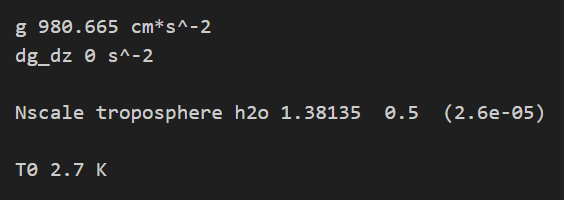 g 980.665 cm*s^-2
dg_dz 0 s^-2
Nscale troposphere h2o 1.38135  0.5  (2.6e-05)
T0 2.7 K